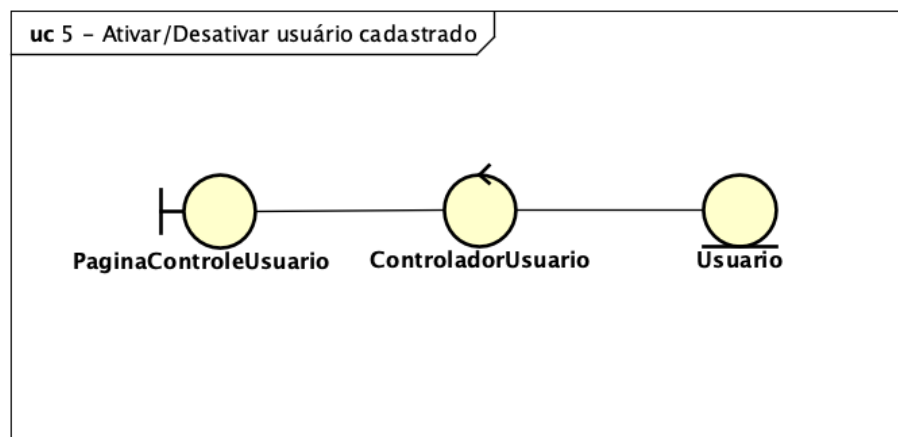 uc 5 – Ativar/Desativar usuário cadastrado
PaginaControleUsuario
ControladorUsuario
Usuario